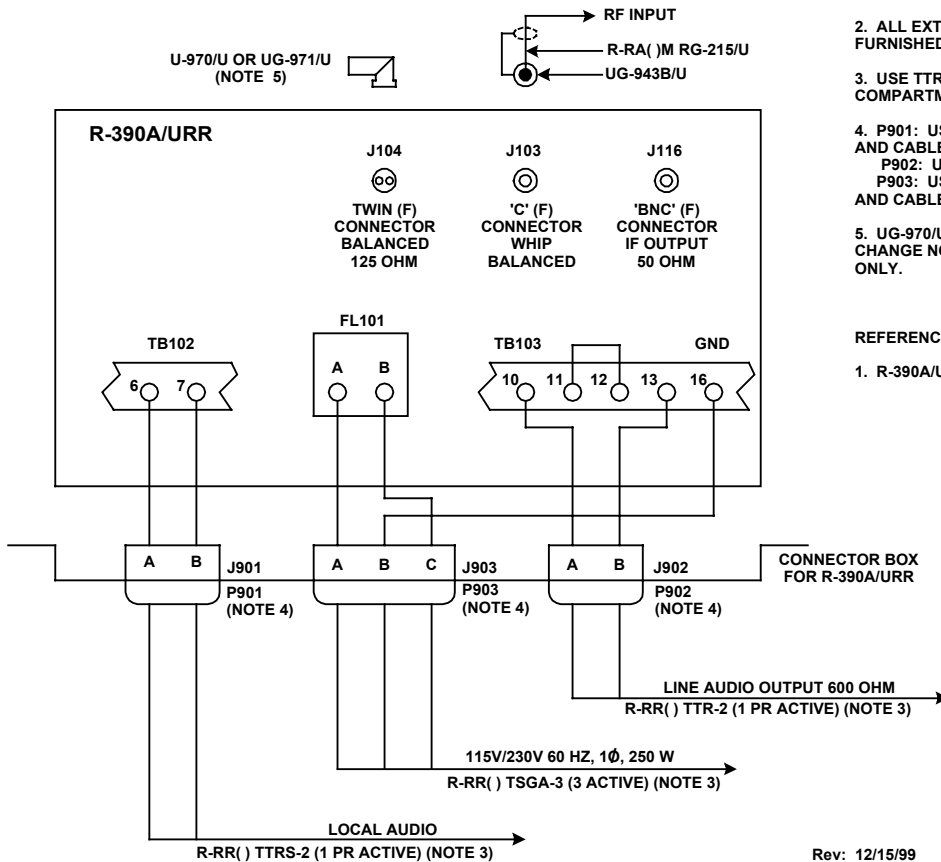 RF INPUT
R-RA( )M RG-215/U
UG-943B/U
U-970/U OR UG-971/U
(NOTE 5)
R-390A/URR
J104
TWIN (F)
CONNECTOR
BALANCED
125 OHM
J103
'C' (F)
CONNECTOR
WHIP
BALANCED
J116
'BNC' (F)
CONNECTOR
IF OUTPUT
50 OHM
TB102
6 7
FL101
A B
TB103 GND
10 11 12 13 16
A B J901
P901
(NOTE 4)
A B C J903
P903
(NOTE 4)
A B J902
P902
(NOTE 4)
CONNECTOR BOX
FOR R-390A/URR
LINE AUDIO OUTPUT 600 OHM
R-RR( ) TTR-2 (1 PR ACTIVE) (NOTE 3)
115V/230V 60 HZ, 1Ø, 250 W
R-RR( ) TSGA-3 (3 ACTIVE) (NOTE 3)
LOCAL AUDIO
R-RR( ) TTRS-2 (1 PR ACTIVE) (NOTE 3)
2. ALL EXT
FURNISHED
3. USE TTR
COMPARTM
4. P901: US
AND CABLE
P902: U
P903: US
AND CABLE
5. UG-970/U
CHANGE NO
ONLY.
REFERENC
1. R-390A/U
Rev: 12/15/99